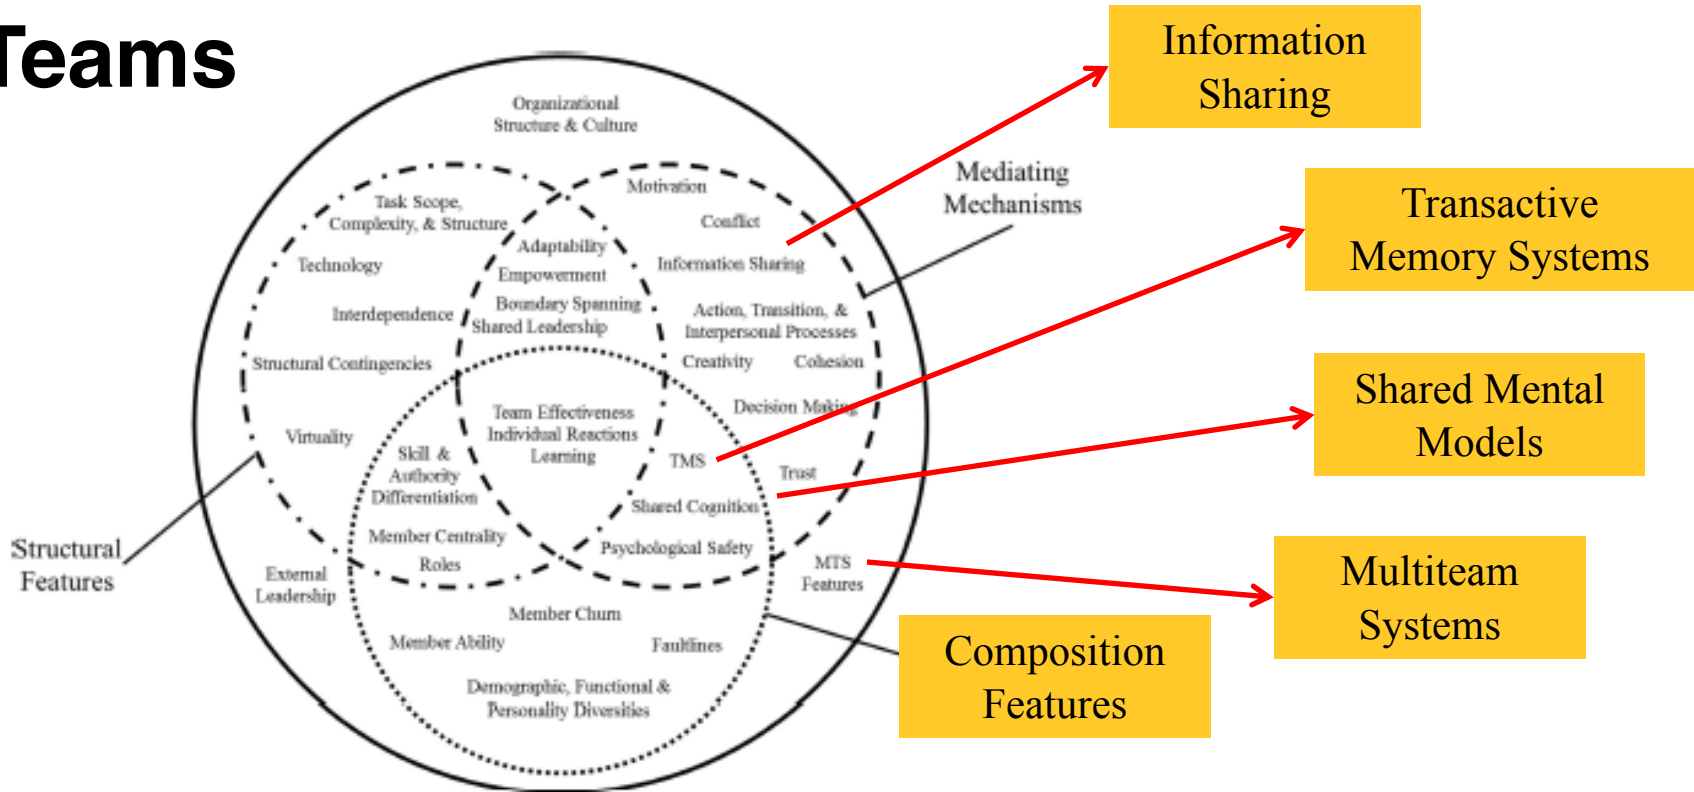 Teams
Organizational
Structure & Culture
Task Scope,
Complexity, & Structure
Technology
Interdependence
Structural Contingencies
Virtuality
Adaptability
Empowerment
Boundary Spanning
Shared Leadership
Motivation
Conflict
Information Sharing
Action, Transition, &
Interpersonal Processes
Creativity
Cohesion
Decision Making
Trust
Team Effectiveness
Individual Reactions
Learning
Skill &
Authority
Differentiation
Member Centrality
Roles
TMS
Shared Cognition
Psychological Safety
External
Leadership
MTS
Features
Member Churn
Member Ability
Faultlines
Demographic, Functional &
Personality Diversities
Structural
Features
Mediating
Mechanisms
Information
Sharing
Transactive
Memory Systems
Shared Mental
Models
Multiteam
Systems
Composition
Features